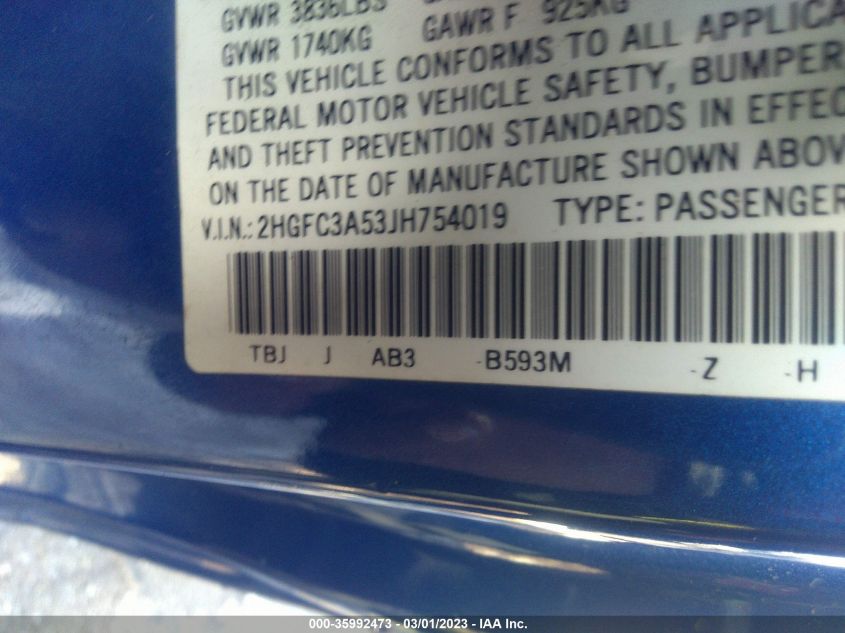 GVWR 3836LBS
GVWR 1740KG GAWR F 925KG
THIS VEHICLE CONFORMS TO ALL APPLICA
FEDERAL MOTOR VEHICLE SAFETY, BUMPER
AND THEFT PREVENTION STANDARDS IN EFFEC
ON THE DATE OF MANUFACTURE SHOWN ABOV
V.I.N.: 2HGFC3A53JH754019 TYPE: PASSENGER
TBJ J AB3 -B593M -Z -H
000-35992473 - 03/01/2023 - IAA Inc.